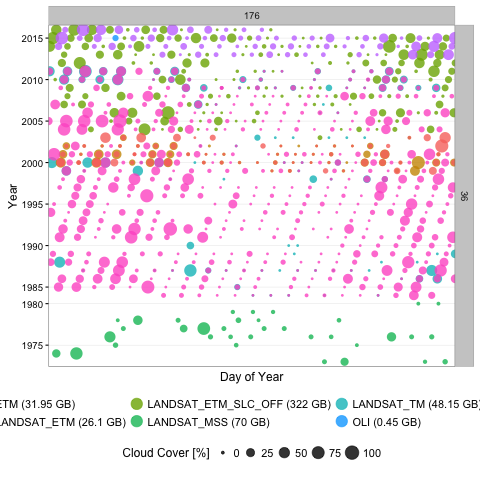 176
36
2015
2010
2005
2000
1995
1990
1985
1980
1975
Year
Day of Year
ETM (31.95 GB) LANDSAT_ETM_SLC_OFF (322 GB) LANDSAT_TM (48.15 GB)
LANDSAT_ETM (26.1 GB) LANDSAT_MSS (70 GB) OLI (0.45 GB)
Cloud Cover [%] 0 25 50 75 100